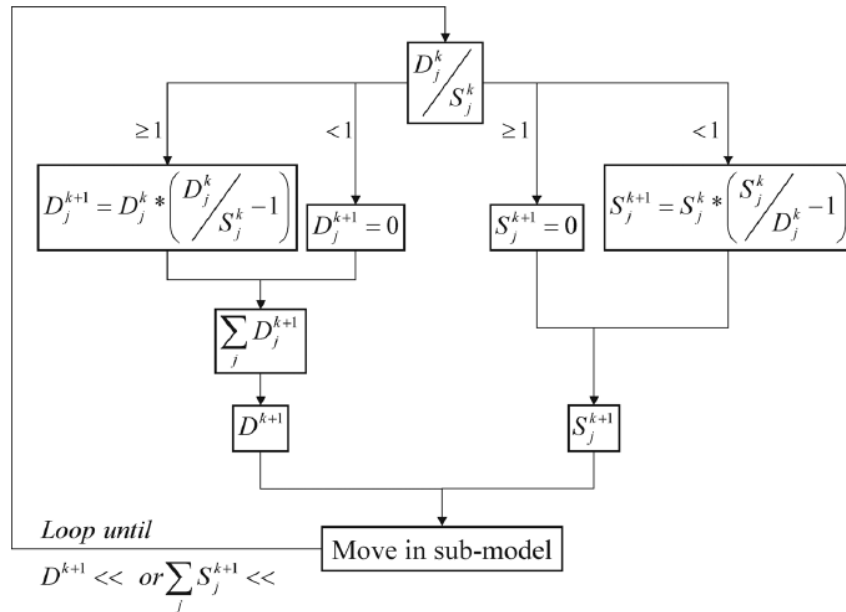 D_j^k / S_j^k
≥1
<1
≥1
<1
D_j^{k+1} = D_j^k * (D_j^k / S_j^k − 1)
D_j^{k+1} = 0
S_j^{k+1} = 0
S_j^{k+1} = S_j^k * (S_j^k / D_j^k − 1)
∑_j D_j^{k+1}
D^{k+1}
S_j^{k+1}
Loop until
Move in sub-model
D^{k+1} << or ∑_j S_j^{k+1} <<